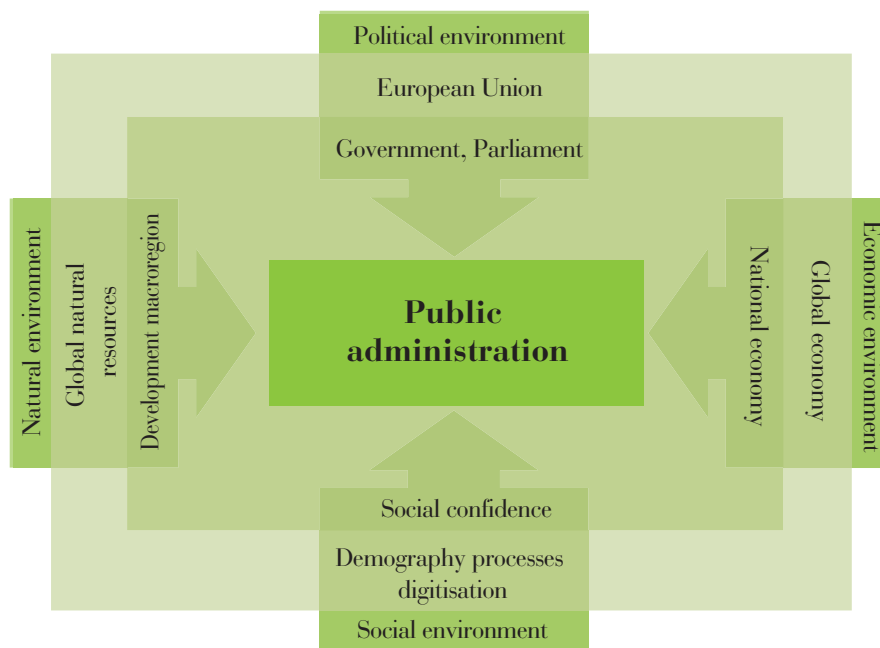 Political environment
European Union
Government, Parliament
Natural environment
Global natural
resources
Development macroregion
Public
administration
National economy
Global economy
Economic environment
Social confidence
Demography processes
digitisation
Social environment